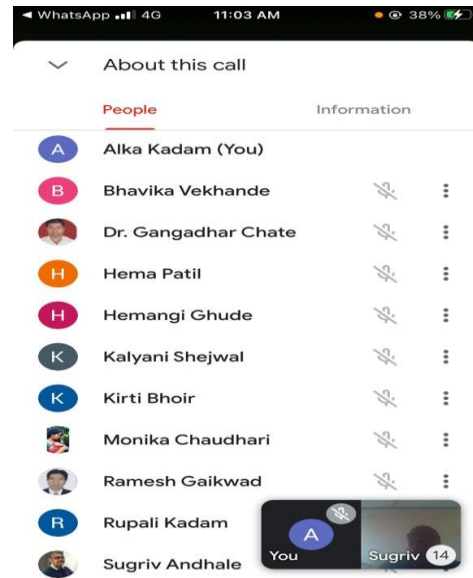 ◄ WhatsApp 4G 11:03 AM 38%
About this call
People Information
A Alka Kadam (You)
B Bhavika Vekhande
Dr. Gangadhar Chate
H Hema Patil
H Hemangi Ghude
K Kalyani Shejwal
K Kirti Bhoir
Monika Chaudhari
Ramesh Gaikwad
R Rupali Kadam
A
You Sugriv 14
Sugriv Andhale